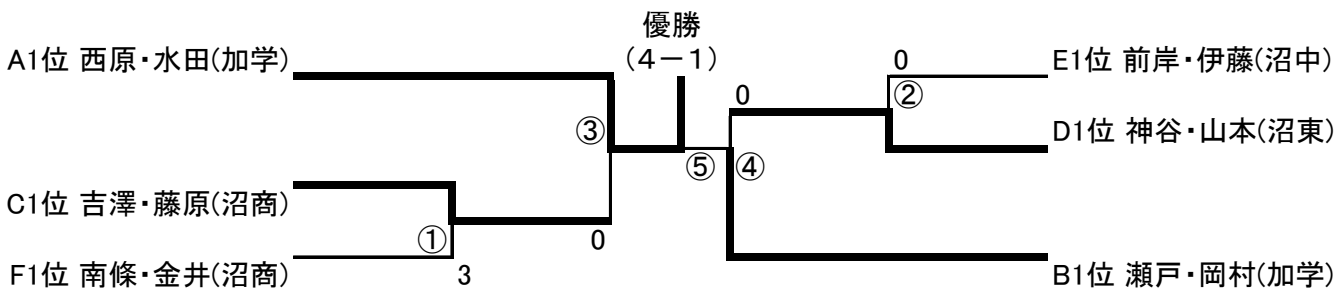 優勝
(4-1)
A1位 西原・水田(加学)
0
E1位 前岸・伊藤(沼中)
②
0
③
D1位 神谷・山本(沼東)
⑤
④
C1位 吉澤・藤原(沼商)
①
0
F1位 南條・金井(沼商)
3
B1位 瀬戸・岡村(加学)